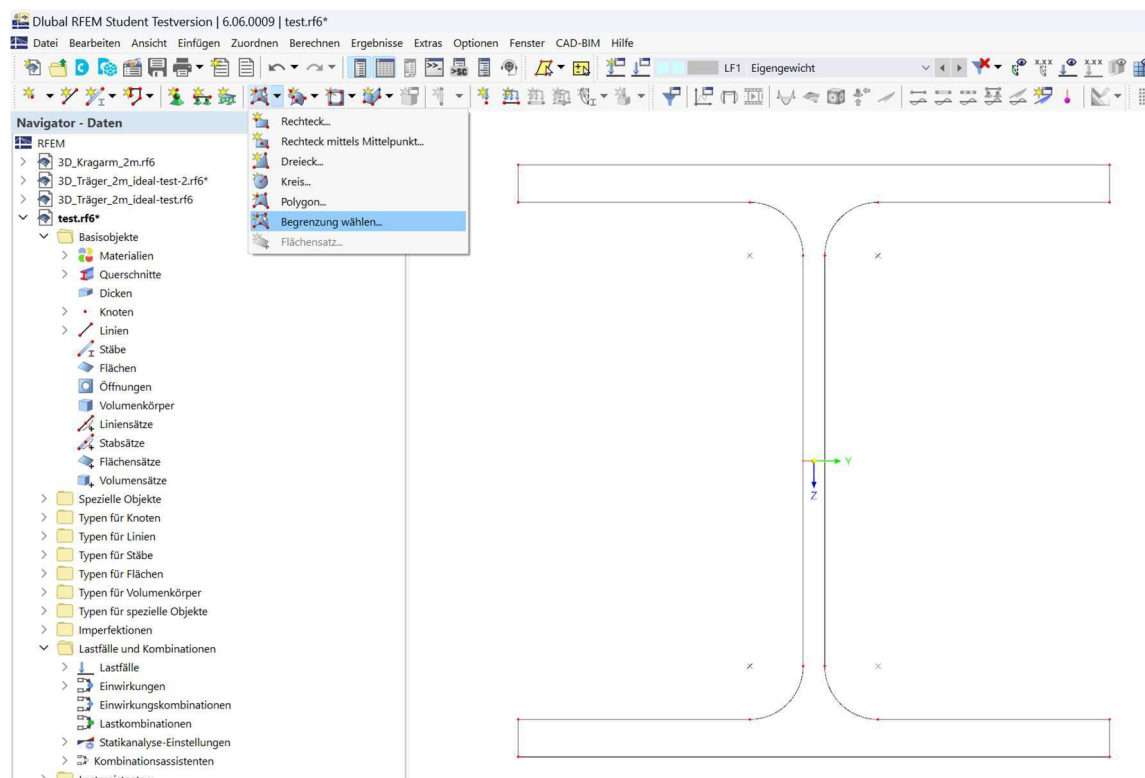 Dlubal RFEM Student Testversion | 6.06.0009 | test.rf6*
Datei Bearbeiten Ansicht Einfügen Zuordnen Berechnen Ergebnisse Extras Optionen Fenster CAD-BIM Hilfe
LF1 Eigengewicht
Navigator - Daten
RFEM
3D_Kragarm_2m.rf6
3D_Träger_2m_ideal-test-2.rf6*
3D_Träger_2m_ideal-test.rf6
test.rf6*
Basisobjekte
Materialien
Querschnitte
Dicken
Knoten
Linien
Stäbe
Flächen
Öffnungen
Volumenkörper
Liniensätze
Stabsätze
Flächensätze
Volumensätze
Spezielle Objekte
Typen für Knoten
Typen für Linien
Typen für Stäbe
Typen für Flächen
Typen für Volumenkörper
Typen für spezielle Objekte
Imperfektionen
Lastfälle und Kombinationen
Lastfälle
Einwirkungen
Einwirkungskombinationen
Lastkombinationen
Statikanalyse-Einstellungen
Kombinationsassistenten
Rechteck...
Rechteck mittels Mittelpunkt...
Dreieck...
Kreis...
Polygon...
Begrenzung wählen...
Flächensatz...
Y
Z